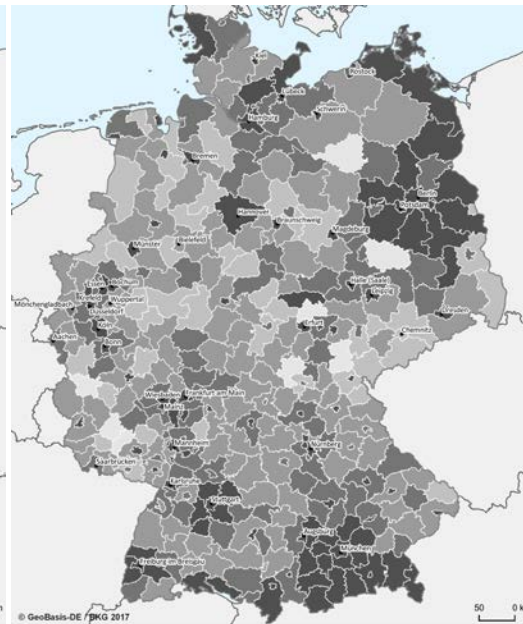 Kiel
Rostock
Lübeck
Hamburg
Schwerin
Bremen
Berlin
Potsdam
Hannover
Braunschweig
Magdeburg
Münster
Bielefeld
Halle (Saale)
Leipzig
Essen
Bochum
Krefeld
Wuppertal
Mönchengladbach
Düsseldorf
Köln
Dresden
Erfurt
Chemnitz
Aachen
Bonn
Wiesbaden
Frankfurt am Main
Mainz
Mannheim
Nürnberg
Saarbrücken
Karlsruhe
Stuttgart
Augsburg
München
Freiburg im Breisgau
© GeoBasis-DE / BKG 2017
50 0 k